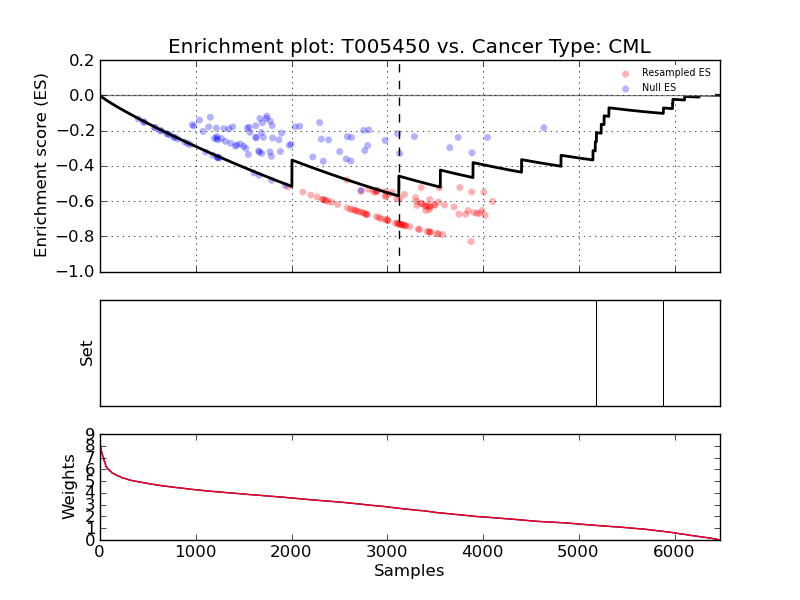 Enrichment plot: T005450 vs. Cancer Type: CML
Enrichment score (ES)
0.2
0.0
−0.2
−0.4
−0.6
−0.8
−1.0
Resampled ES
Null ES
Set
Weights
9
8
7
6
5
4
3
2
1
0
0 1000 2000 3000 4000 5000 6000
Samples